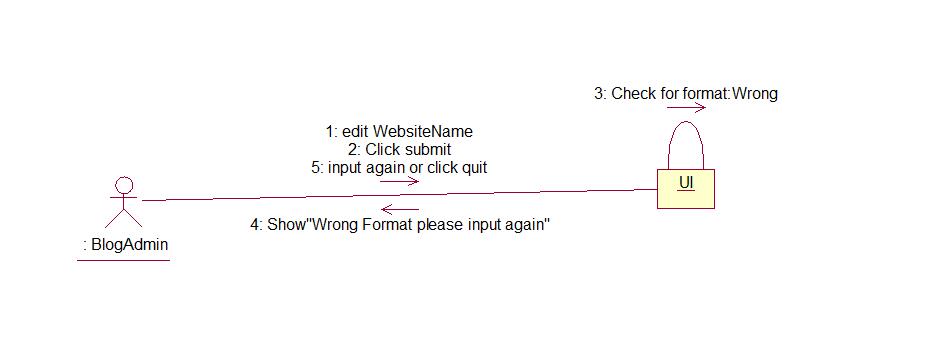 3: Check for format:Wrong
1: edit WebsiteName
2: Click submit
5: input again or click quit
UI
4: Show"Wrong Format please input again"
: BlogAdmin